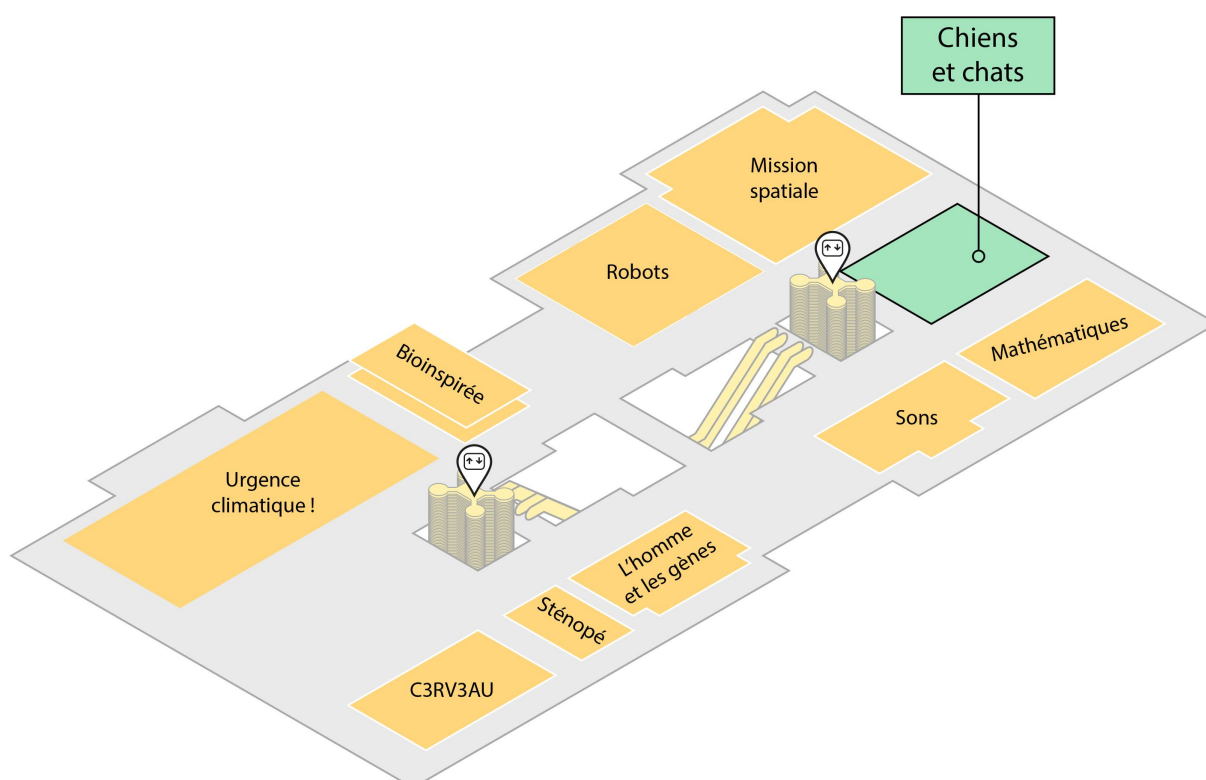 Chiens
et chats
Mission
spatiale
Robots
Mathématiques
Bioinspirée
Sons
Urgence
climatique !
L'homme
et les gènes
Sténopé
C3RV3AU